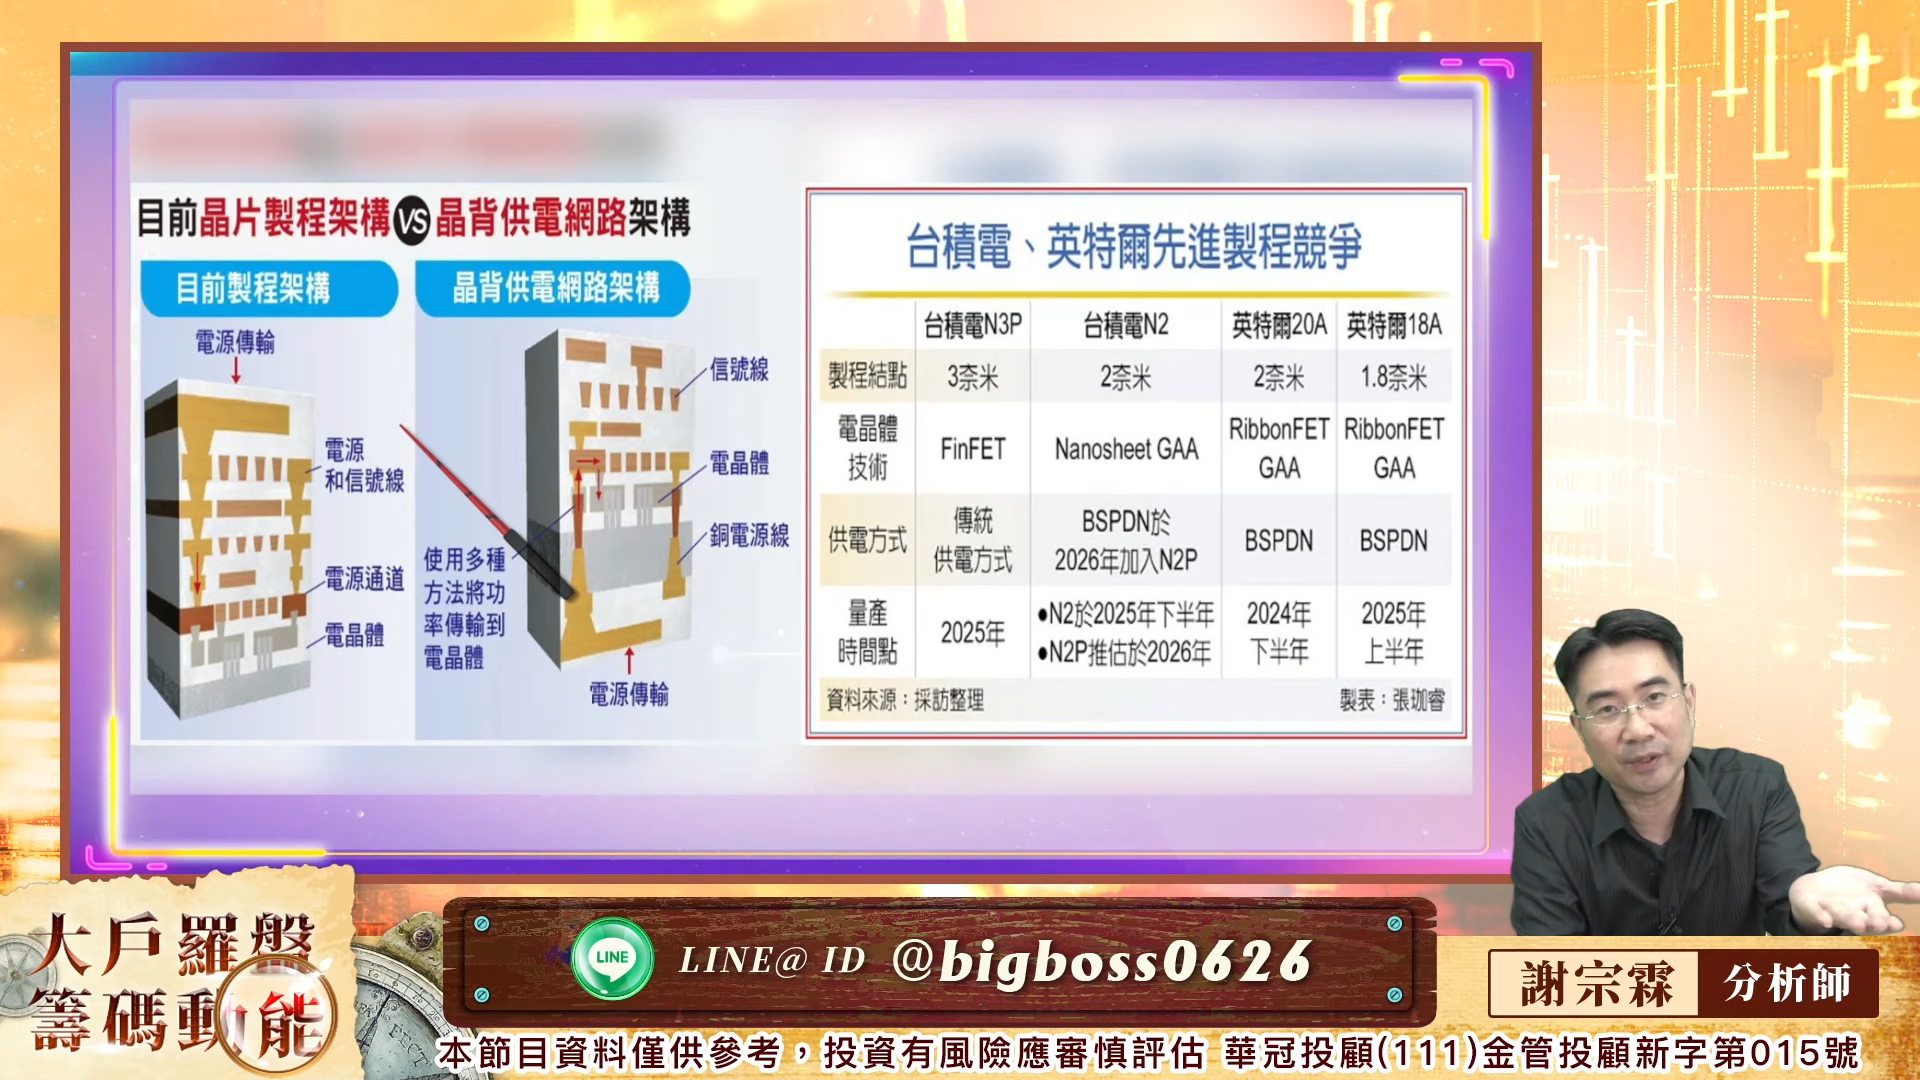 目前晶片製程架構VS晶背供電網路架構
目前製程架構
電源傳輸
電源
和信號線
電源通道
電晶體
晶背供電網路架構
信號線
電晶體
銅電源線
使用多種
方法將功
率傳輸到
電晶體
電源傳輸
台積電、英特爾先進製程競爭
台積電N3P 台積電N2 英特爾20A 英特爾18A
製程結點 3奈米 2奈米 2奈米 1.8奈米
電晶體
技術 FinFET Nanosheet GAA RibbonFET
GAA RibbonFET
GAA
供電方式 傳統
供電方式 BSPDN於
2026年加入N2P BSPDN BSPDN
量產
時間點 2025年 ●N2於2025年下半年
●N2P推估於2026年 2024年
下半年 2025年
上半年
資料來源：採訪整理 製表：張珈睿
大戶羅盤
籌碼動能
LINE
LINE@ ID @bigboss0626
謝宗霖 分析師
本節目資料僅供參考，投資有風險應審慎評估 華冠投顧(111)金管投顧新字第015號